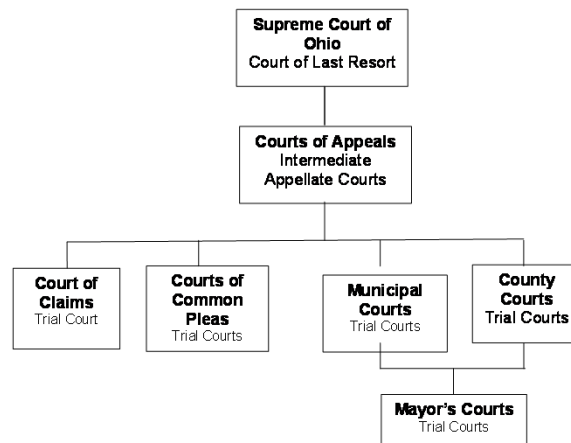 Supreme Court of
Ohio
Court of Last Resort
Courts of Appeals
Intermediate
Appellate Courts
Court of
Claims
Trial Court
Courts of
Common
Pleas
Trial Courts
Municipal
Courts
Trial Courts
County
Courts
Trial Courts
Mayor's Courts
Trial Courts